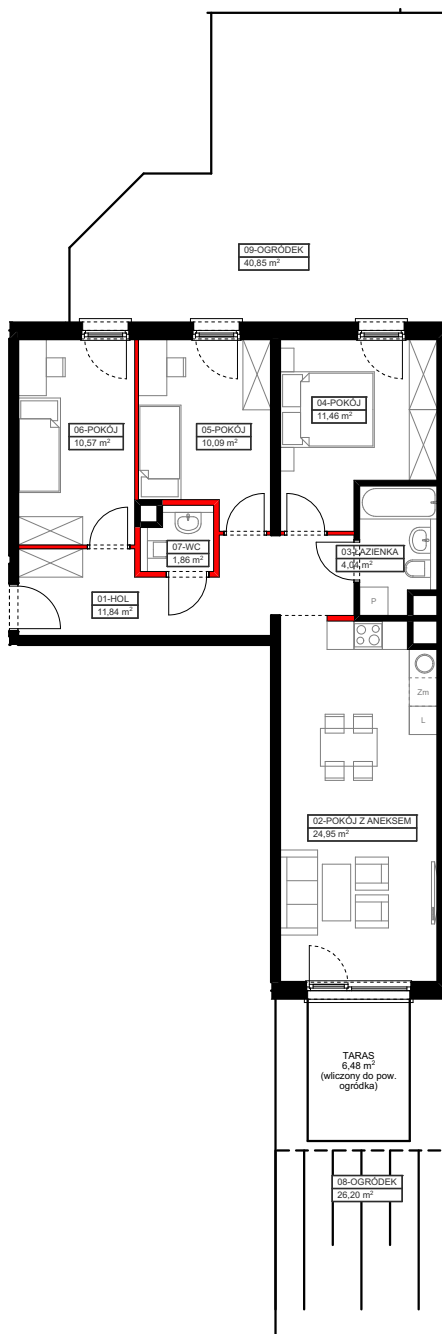 09-OGRÓDEK
40,85 m²
04-POKÓJ
11,46 m²
06-POKÓJ
10,57 m²
05-POKÓJ
10,09 m²
07-WC
1,86 m²
03-ŁAZIENKA
4,04 m²
01-HOL
11,84 m²
P
Zm
L
02-POKÓJ Z ANEKSEM
24,95 m²
TARAS
6,48 m²
(wliczony do pow.
ogródka)
08-OGRÓDEK
26,20 m²